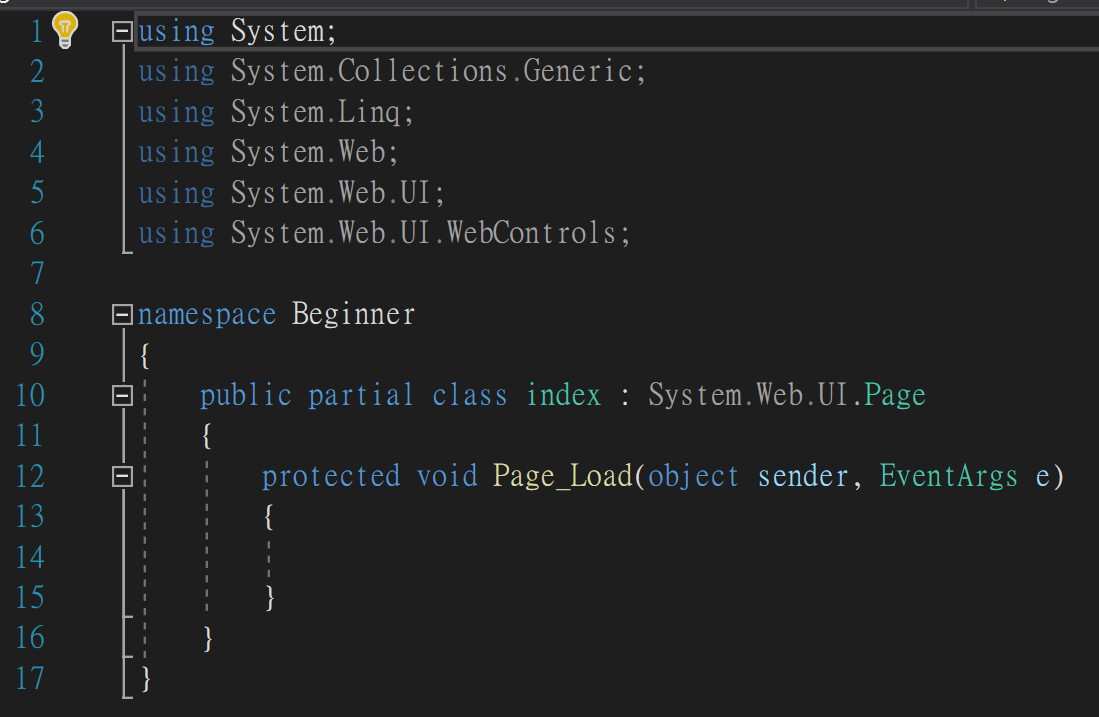 1 using System;
2 using System.Collections.Generic;
3 using System.Linq;
4 using System.Web;
5 using System.Web.UI;
6 using System.Web.UI.WebControls;
7
8 namespace Beginner
9 {
10 public partial class index : System.Web.UI.Page
11 {
12 protected void Page_Load(object sender, EventArgs e)
13 {
14
15 }
16 }
17 }